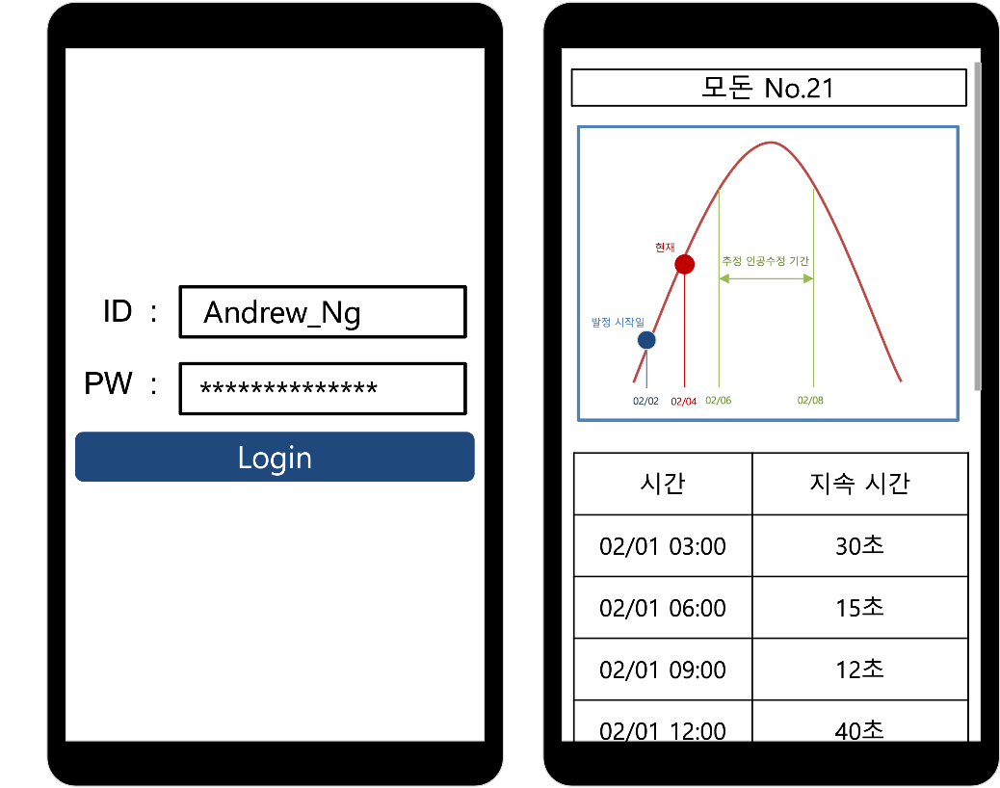 ID : Andrew_Ng
PW : **************
Login
모돈 No.21
현재
추정 인공수정 기간
발정 시작일
02/02 02/04 02/06 02/08
시간 지속 시간
02/01 03:00 30초
02/01 06:00 15초
02/01 09:00 12초
02/01 12:00 40초